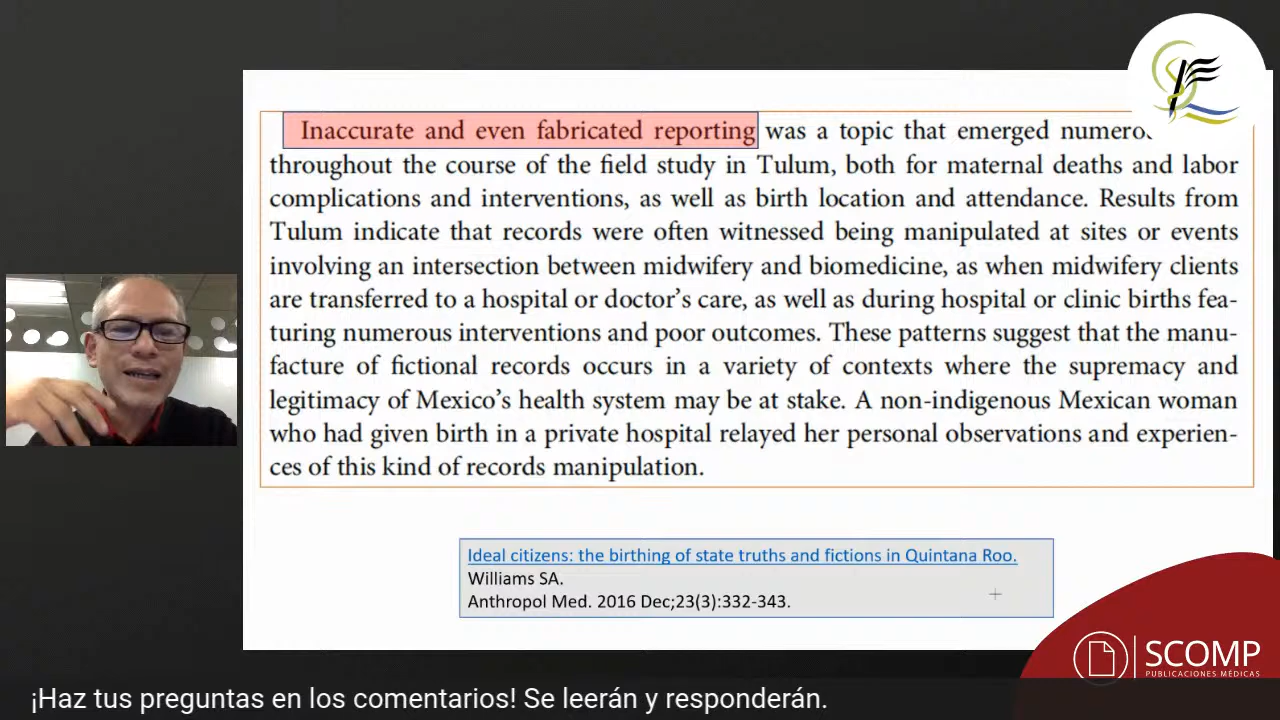 Inaccurate and even fabricated reporting was a topic that emerged
throughout the course of the field study in Tulum, both for maternal deaths and labor
complications and interventions, as well as birth location and attendance. Results from
Tulum indicate that records were often witnessed being manipulated at sites or events
involving an intersection between midwifery and biomedicine, as when midwifery clients
are transferred to a hospital or doctor's care, as well as during hospital or clinic births fea-
turing numerous interventions and poor outcomes. These patterns suggest that the manu-
facture of fictional records occurs in a variety of contexts where the supremacy and
legitimacy of Mexico's health system may be at stake. A non-indigenous Mexican woman
who had given birth in a private hospital relayed her personal observations and experien-
ces of this kind of records manipulation.
Ideal citizens: the birthing of state truths and fictions in Quintana Roo.
Williams SA.
Anthropol Med. 2016 Dec;23(3):332-343.
SCOMP
PUBLICACIONES MÉDICAS
¡Haz tus preguntas en los comentarios! Se leerán y responderán.